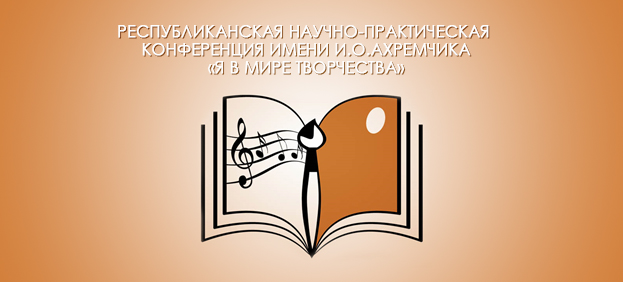 РЕСПУБЛИКАНСКАЯ НАУЧНО-ПРАКТИЧЕСКАЯ
КОНФЕРЕНЦИЯ ИМЕНИ И.О.АХРЕМЧИКА
«Я В МИРЕ ТВОРЧЕСТВА»